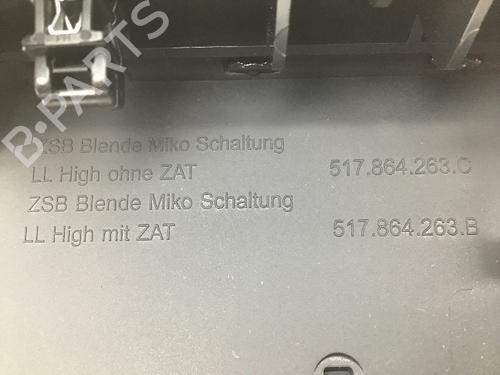 B-PARTS
ZSB Blende Miko Schaltung
LL High ohne ZAT 517.864.263.C
ZSB Blende Miko Schaltung
LL High mit ZAT 517.864.263.B